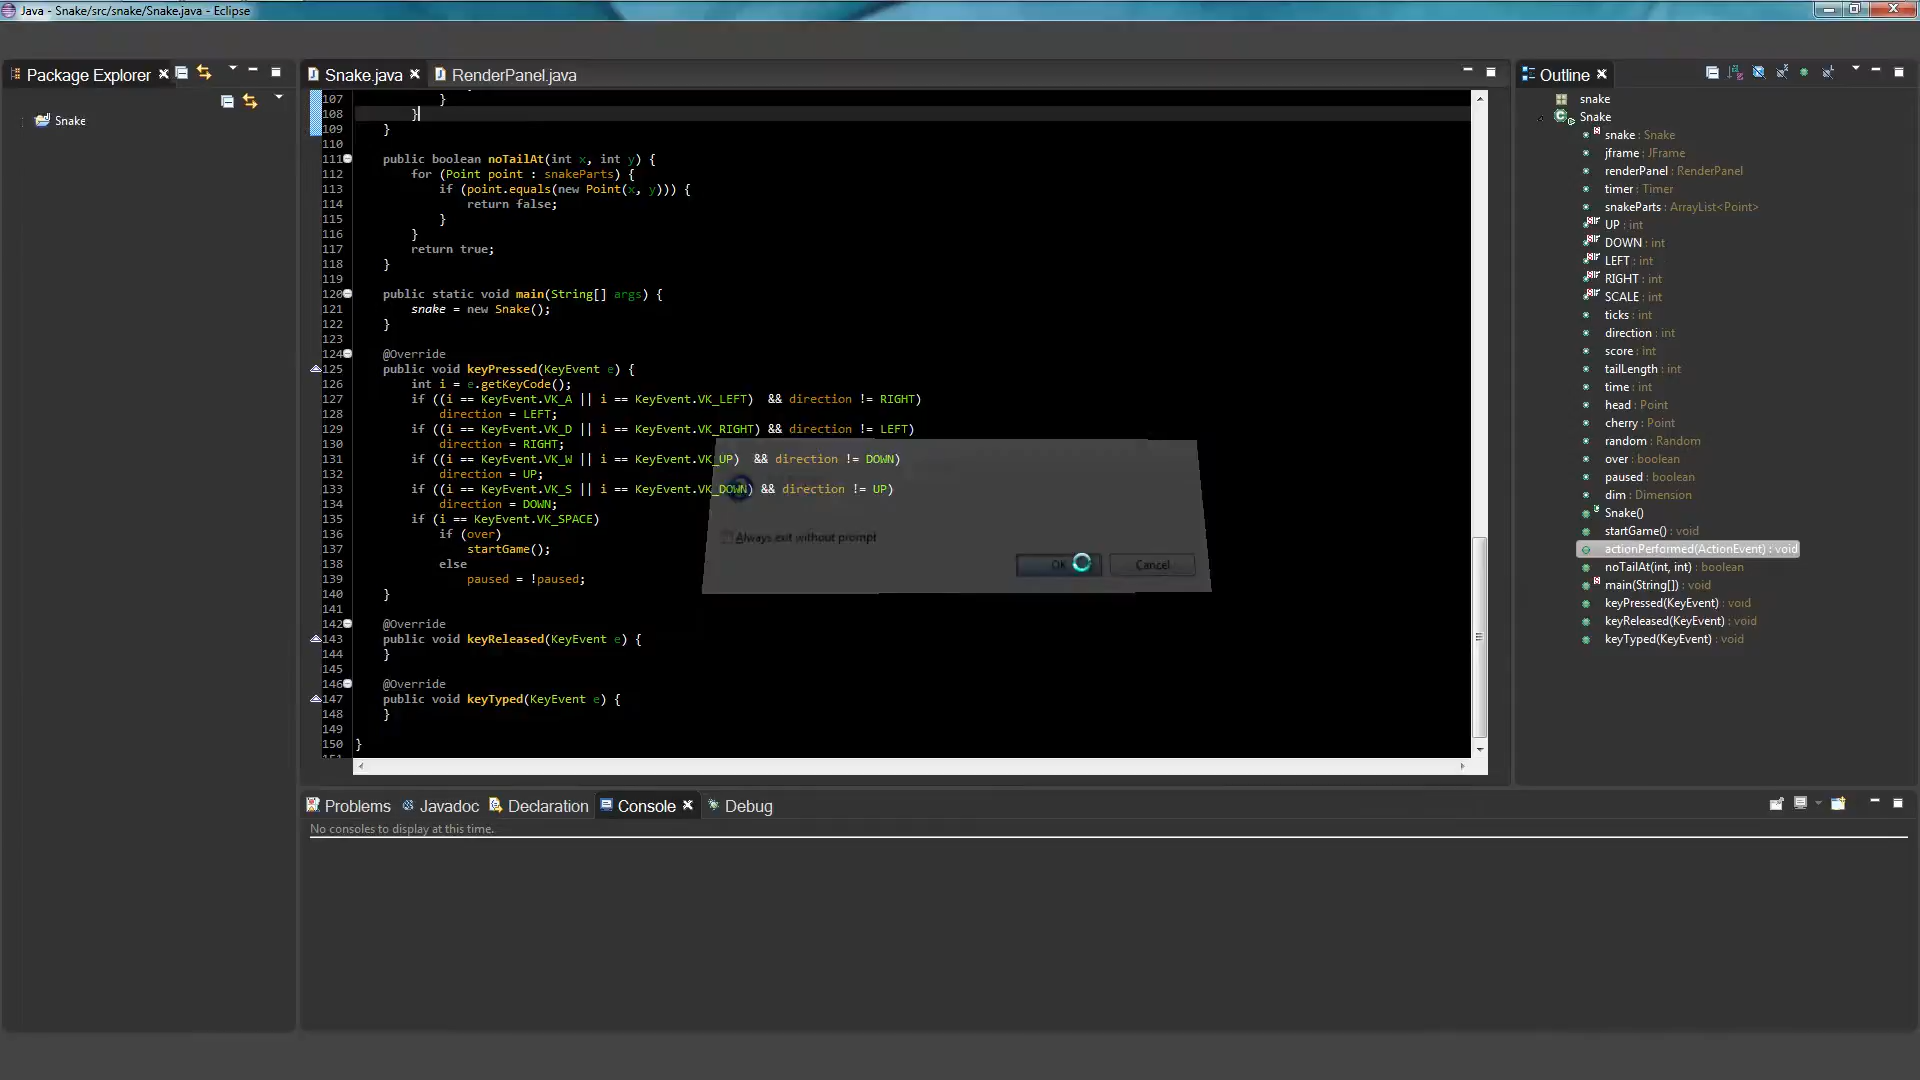 Java - Snake/src/snake/Snake.java - Eclipse
Package Explorer
Snake
Snake.java
RenderPanel.java
107 }
108 }
109 }
110
111 public boolean noTailAt(int x, int y) {
112 for (Point point : snakeParts) {
113 if (point.equals(new Point(x, y))) {
114 return false;
115 }
116 }
117 return true;
118 }
119
120 public static void main(String[] args) {
121 snake = new Snake();
122 }
123
124 @Override
125 public void keyPressed(KeyEvent e) {
126 int i = e.getKeyCode();
127 if ((i == KeyEvent.VK_A || i == KeyEvent.VK_LEFT) && direction != RIGHT)
128 direction = LEFT;
129 if ((i == KeyEvent.VK_D || i == KeyEvent.VK_RIGHT) && direction != LEFT)
130 direction = RIGHT;
131 if ((i == KeyEvent.VK_W || i == KeyEvent.VK_UP) && direction != DOWN)
132 direction = UP;
133 if ((i == KeyEvent.VK_S || i == KeyEvent.VK_DOWN) && direction != UP)
134 direction = DOWN;
135 if (i == KeyEvent.VK_SPACE)
136 if (over)
137 startGame();
138 else
139 paused = !paused;
140 }
141
142 @Override
143 public void keyReleased(KeyEvent e) {
144 }
145
146 @Override
147 public void keyTyped(KeyEvent e) {
148 }
149
150 }
Always exit without prompt
OK
Cancel
Outline
snake
Snake
snake : Snake
jframe : JFrame
renderPanel : RenderPanel
timer : Timer
snakeParts : ArrayList<Point>
UP : int
DOWN : int
LEFT : int
RIGHT : int
SCALE : int
ticks : int
direction : int
score : int
tailLength : int
time : int
head : Point
cherry : Point
random : Random
over : boolean
paused : boolean
dim : Dimension
Snake()
startGame() : void
actionPerformed(ActionEvent) : void
noTailAt(int, int) : boolean
main(String[]) : void
keyPressed(KeyEvent) : void
keyReleased(KeyEvent) : void
keyTyped(KeyEvent) : void
Problems
Javadoc
Declaration
Console
Debug
No consoles to display at this time.